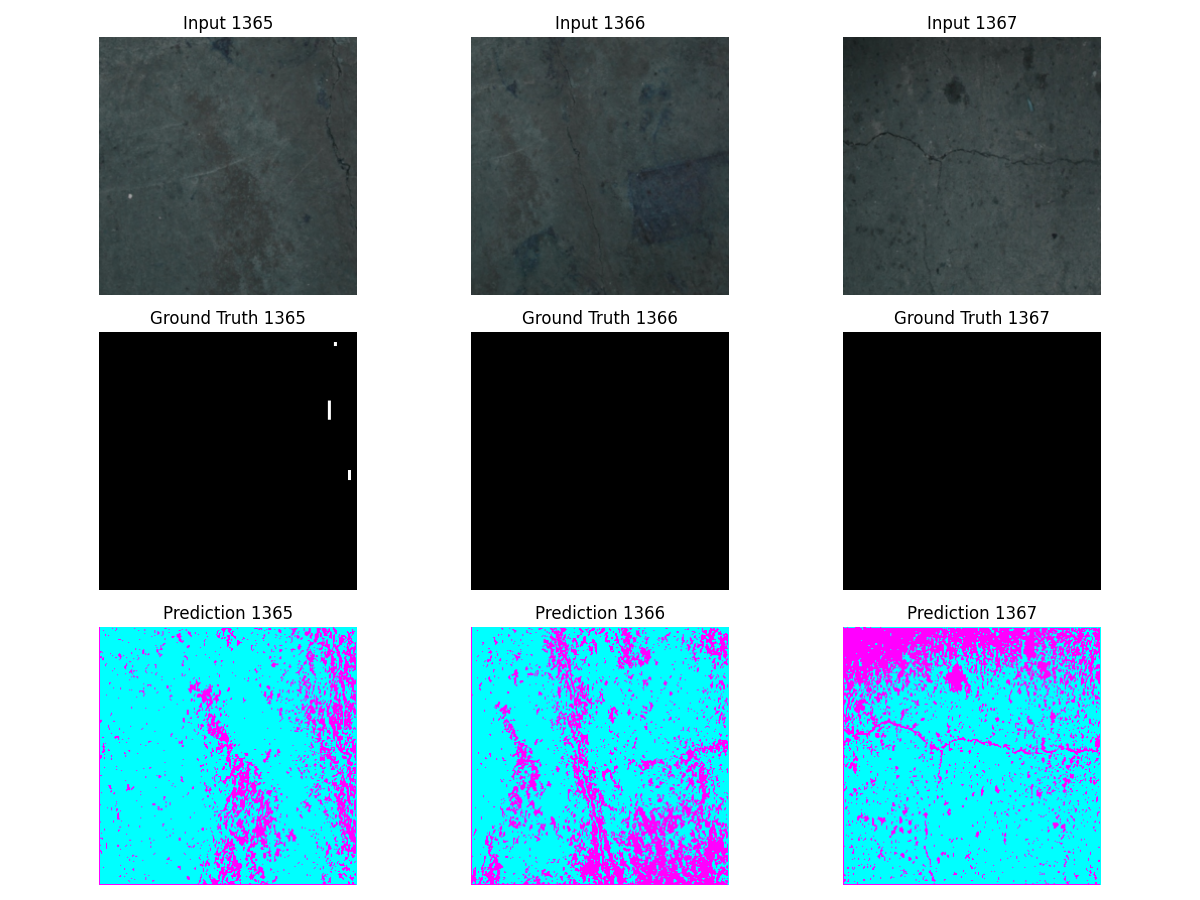 Input 1365
Input 1366
Input 1367
Ground Truth 1365
Ground Truth 1366
Ground Truth 1367
Prediction 1365
Prediction 1366
Prediction 1367